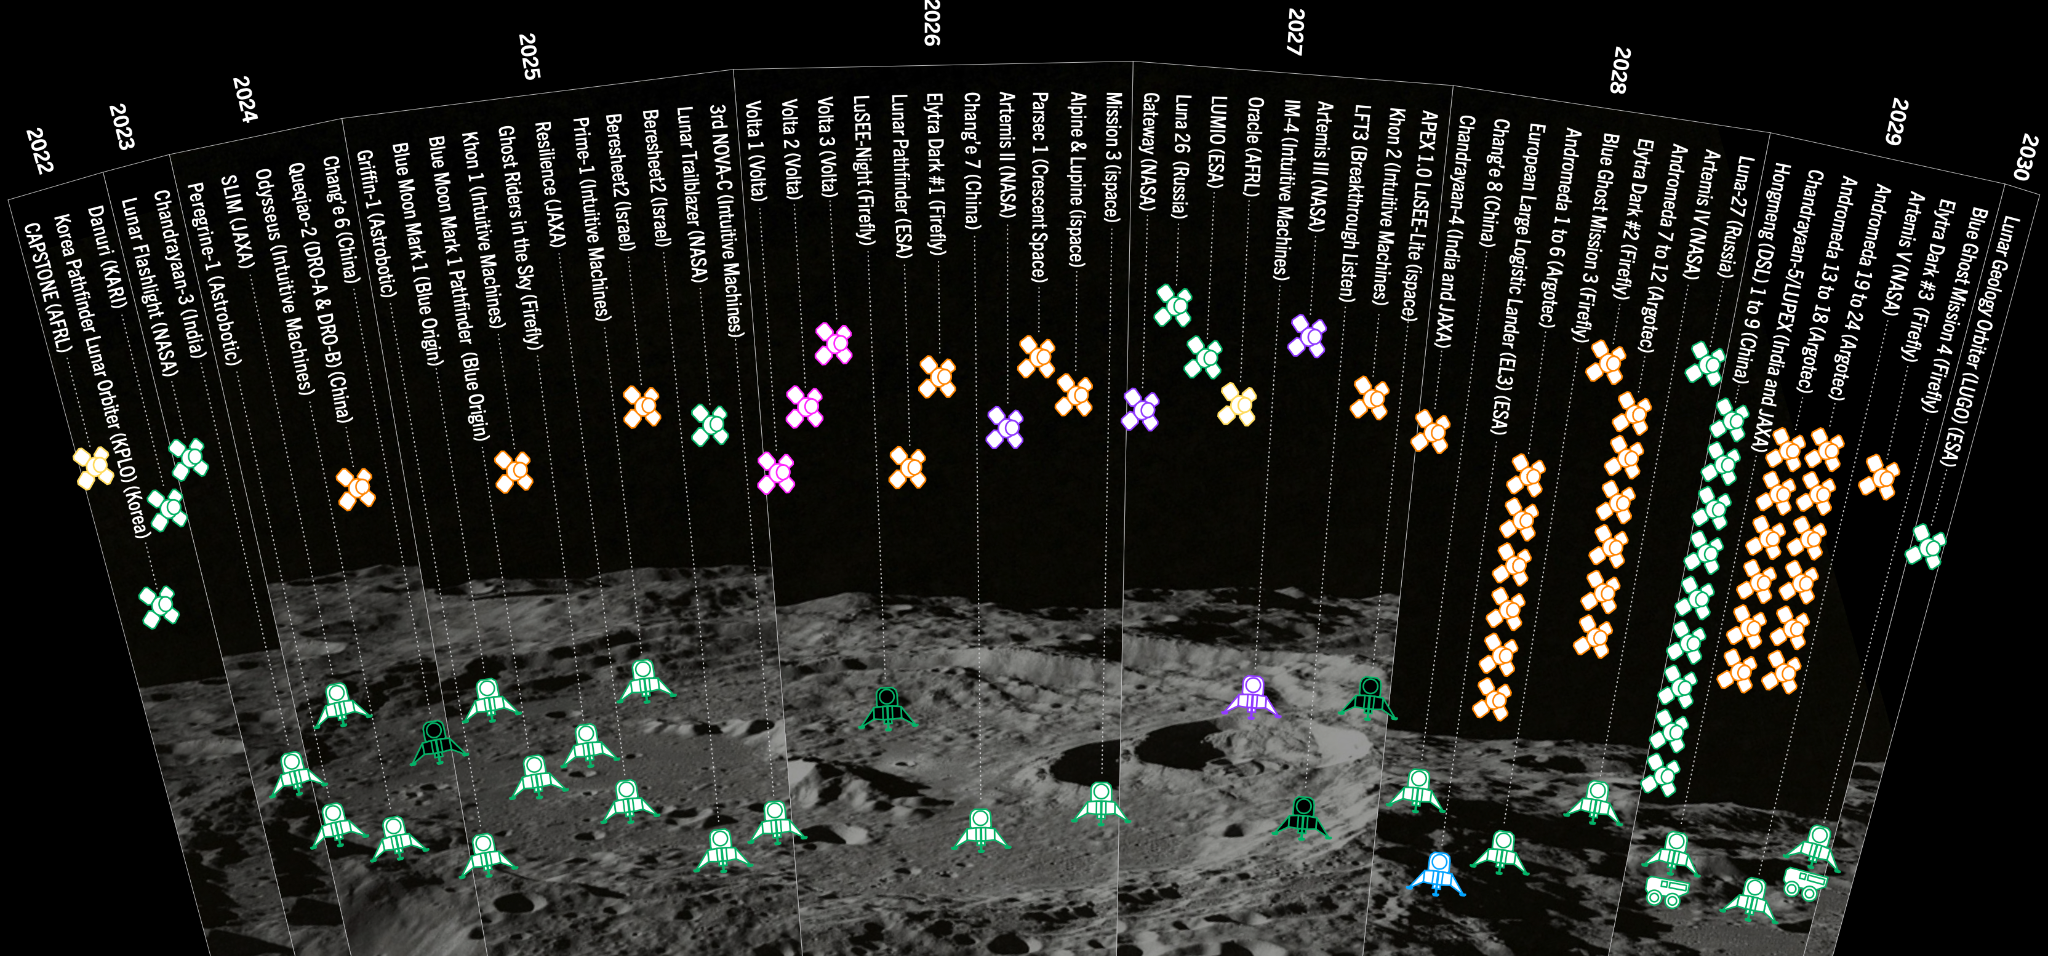 2022
2023
2024
2025
2026
2027
2028
2029
2030
CAPSTONE (AFRL)
Korea Pathfinder Lunar Orbiter (KPLO) (Korea)
Danuri (KARI)
Lunar Flashlight (NASA)
Chandrayaan-3 (India)
Peregrine-1 (Astrobotic)
SLIM (JAXA)
Odysseus (Intuitive Machines)
Queqiao-2 (DRO-A & DRO-B) (China)
Chang'e 6 (China)
Griffin-1 (Astrobotic)
Blue Moon Mark 1 (Blue Origin)
Blue Moon Mark 1 Pathfinder (Blue Origin)
Khon 1 (Intuitive Machines)
Ghost Riders in the Sky (Firefly)
Resilience (JAXA)
Prime-1 (Intuitive Machines)
Beresheet2 (Israel)
Beresheet2 (Israel)
Lunar Trailblazer (NASA)
3rd NOVA-C (Intuitive Machines)
Volta 1 (Volta)
Volta 2 (Volta)
Volta 3 (Volta)
LuSEE-Night (Firefly)
Lunar Pathfinder (ESA)
Elytra Dark #1 (Firefly)
Chang'e 7 (China)
Artemis II (NASA)
Parsec 1 (Crescent Space)
Alpine & Lupine (ispace)
Mission 3 (ispace)
Gateway (NASA)
Luna 26 (Russia)
LUMIO (ESA)
Oracle (AFRL)
IM-4 (Intuitive Machines)
Artemis III (NASA)
LFT3 (Breakthrough Listen)
Khon 2 (Intuitive Machines)
APEX 1.0 LuSEE-Lite (ispace)
Chandrayaan-4 (India and JAXA)
Chang'e 8 (China)
European Large Logistic Lander (EL3) (ESA)
Andromeda 1 to 6 (Argotec)
Blue Ghost Mission 3 (Firefly)
Elytra Dark #2 (Firefly)
Andromeda 7 to 12 (Argotec)
Artemis IV (NASA)
Luna-27 (Russia)
Hongmeng (DSL) 1 to 9 (China)
Chandrayaan-5/LUPEX (India and JAXA)
Andromeda 13 to 18 (Argotec)
Andromeda 19 to 24 (Argotec)
Artemis V (NASA)
Elytra Dark #3 (Firefly)
Blue Ghost Mission 4 (Firefly)
Lunar Geology Orbiter (LUGO) (ESA)